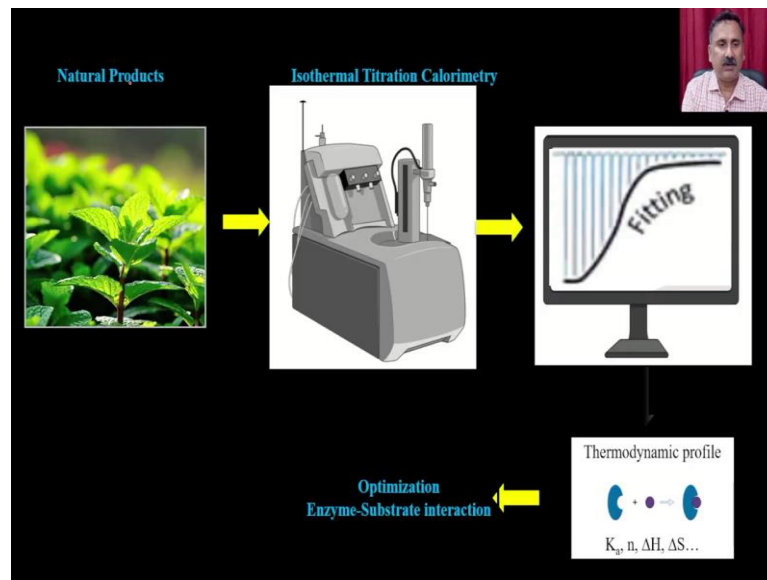 Natural Products
Isothermal Titration Calorimetry
Fitting
Thermodynamic profile
+
Kₐ, n, ΔH, ΔS...
Optimization
Enzyme-Substrate interaction